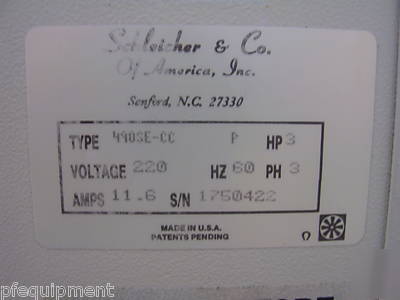 Schleicher & Co.
Of America, Inc.
Sanford, N.C. 27330
TYPE 4903E-CC P HP 3
VOLTAGE 220 HZ 60 PH 3
AMPS 11.6 S/N 1750422
MADE IN U.S.A.
PATENTS PENDING
pfequipment